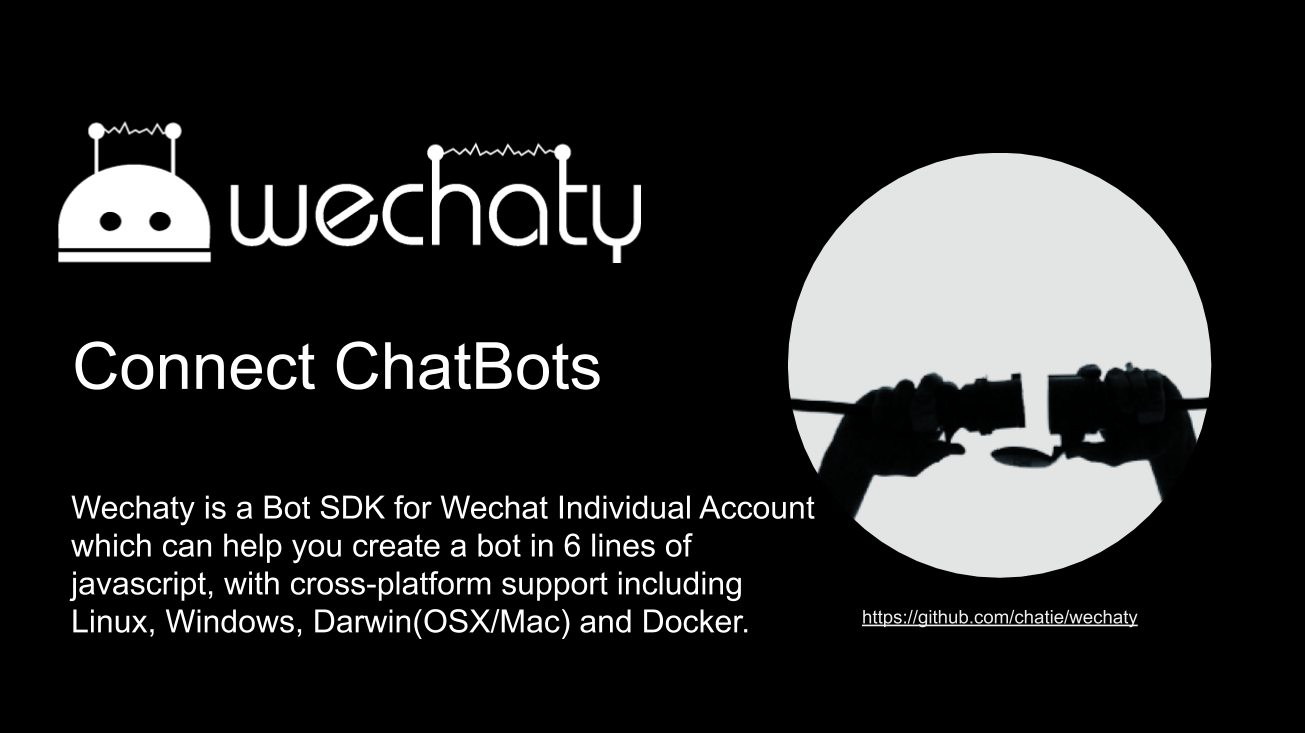 wechaty
Connect ChatBots
Wechaty is a Bot SDK for Wechat Individual Account
which can help you create a bot in 6 lines of
javascript, with cross-platform support including
Linux, Windows, Darwin(OSX/Mac) and Docker.
https://github.com/chatie/wechaty